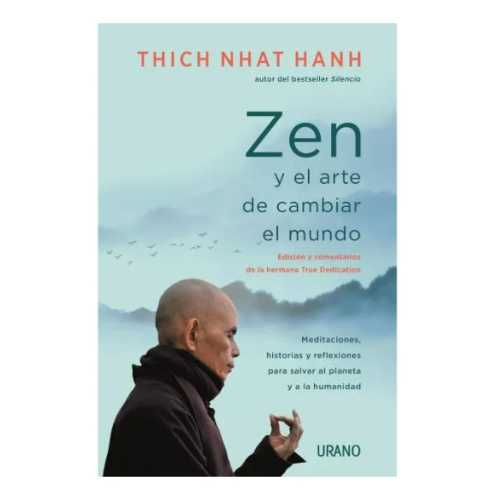 THICH NHAT HANH
autor del bestseller Silencio
Zen
y el arte
de cambiar
el mundo
Edición y comentarios
de la hermana True Dedication
Meditaciones,
historias y reflexiones
para salvar al planeta
y a la humanidad
URANO